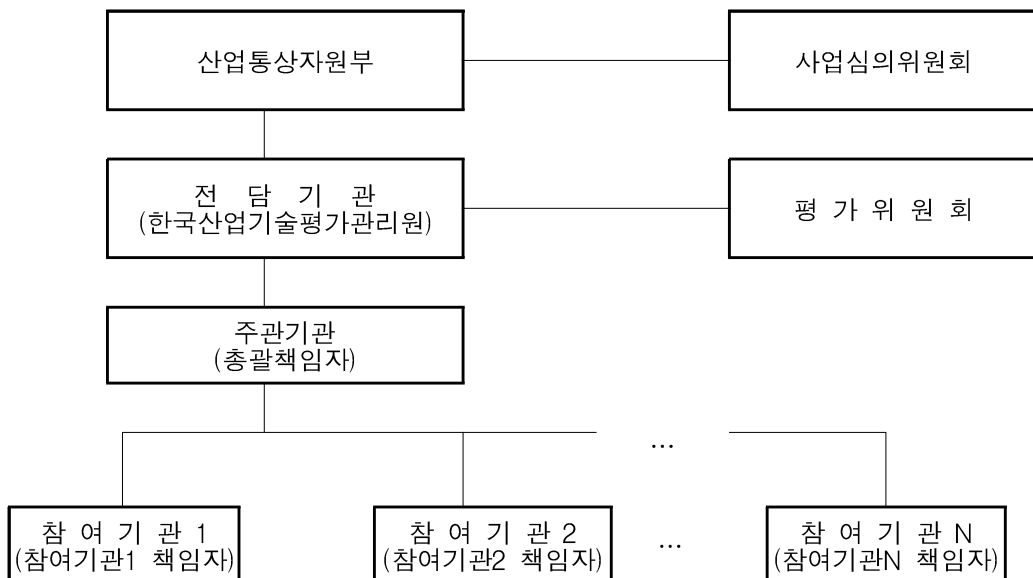 산업통상자원부
사업심의위원회
전 담 기 관
(한국산업기술평가관리원)
평 가 위 원 회
주관기관
(총괄책임자)
...
참 여 기 관 1
(참여기관1 책임자)
참 여 기 관 2
(참여기관2 책임자)
...
참 여 기 관 N
(참여기관N 책임자)